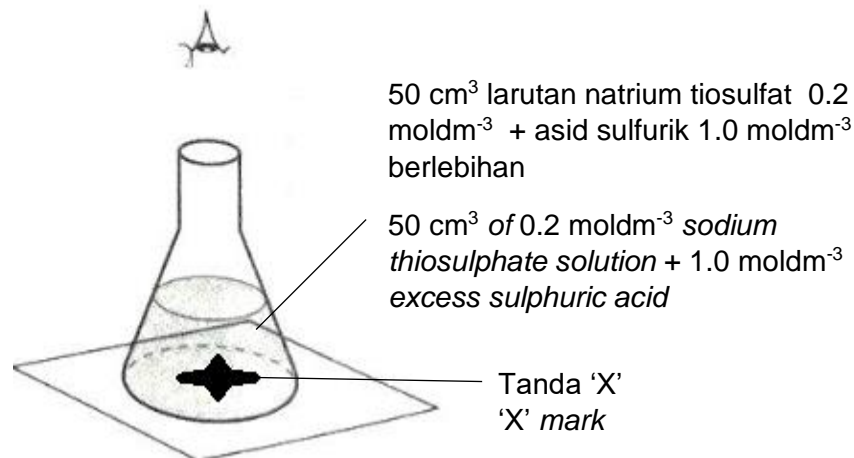 50 cm³ larutan natrium tiosulfat 0.2
moldm⁻³ + asid sulfurik 1.0 moldm⁻³
berlebihan
50 cm³ of 0.2 moldm⁻³ sodium
thiosulphate solution + 1.0 moldm⁻³
excess sulphuric acid
Tanda ‘X’
‘X’ mark